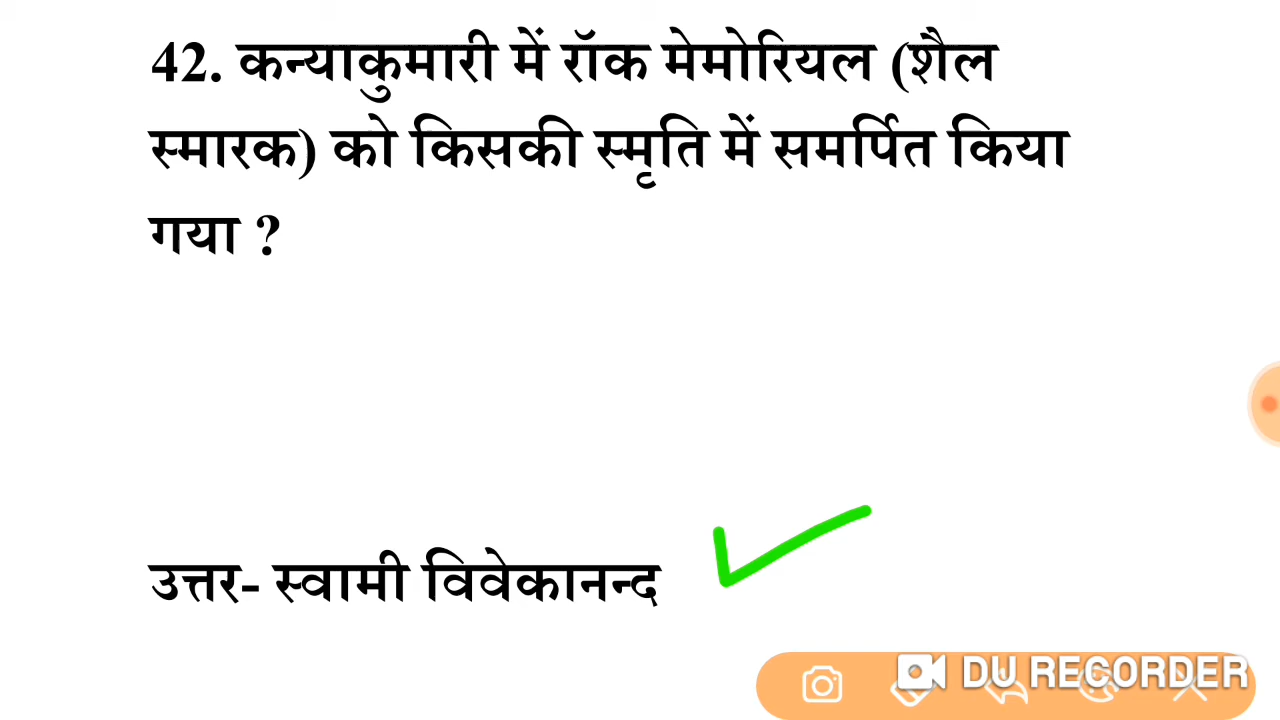 42. कन्याकुमारी में रॉक मेमोरियल (शैल
स्मारक) को किसकी स्मृति में समर्पित किया
गया ?
उत्तर- स्वामी विवेकानन्द
DU RECORDER